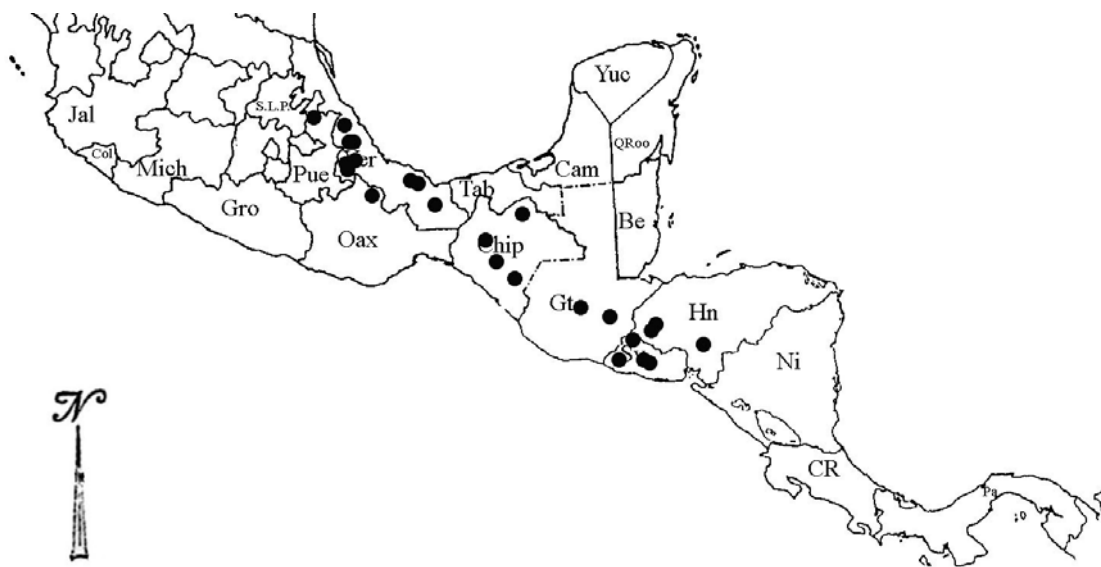 Yuc
S.L.P.
Jal
QRoo
Col
Ver
Cam
Mich
Pue
Tab
Gro
Be
Oax
Chip
Gt
Hn
Ni
N
CR
Pa